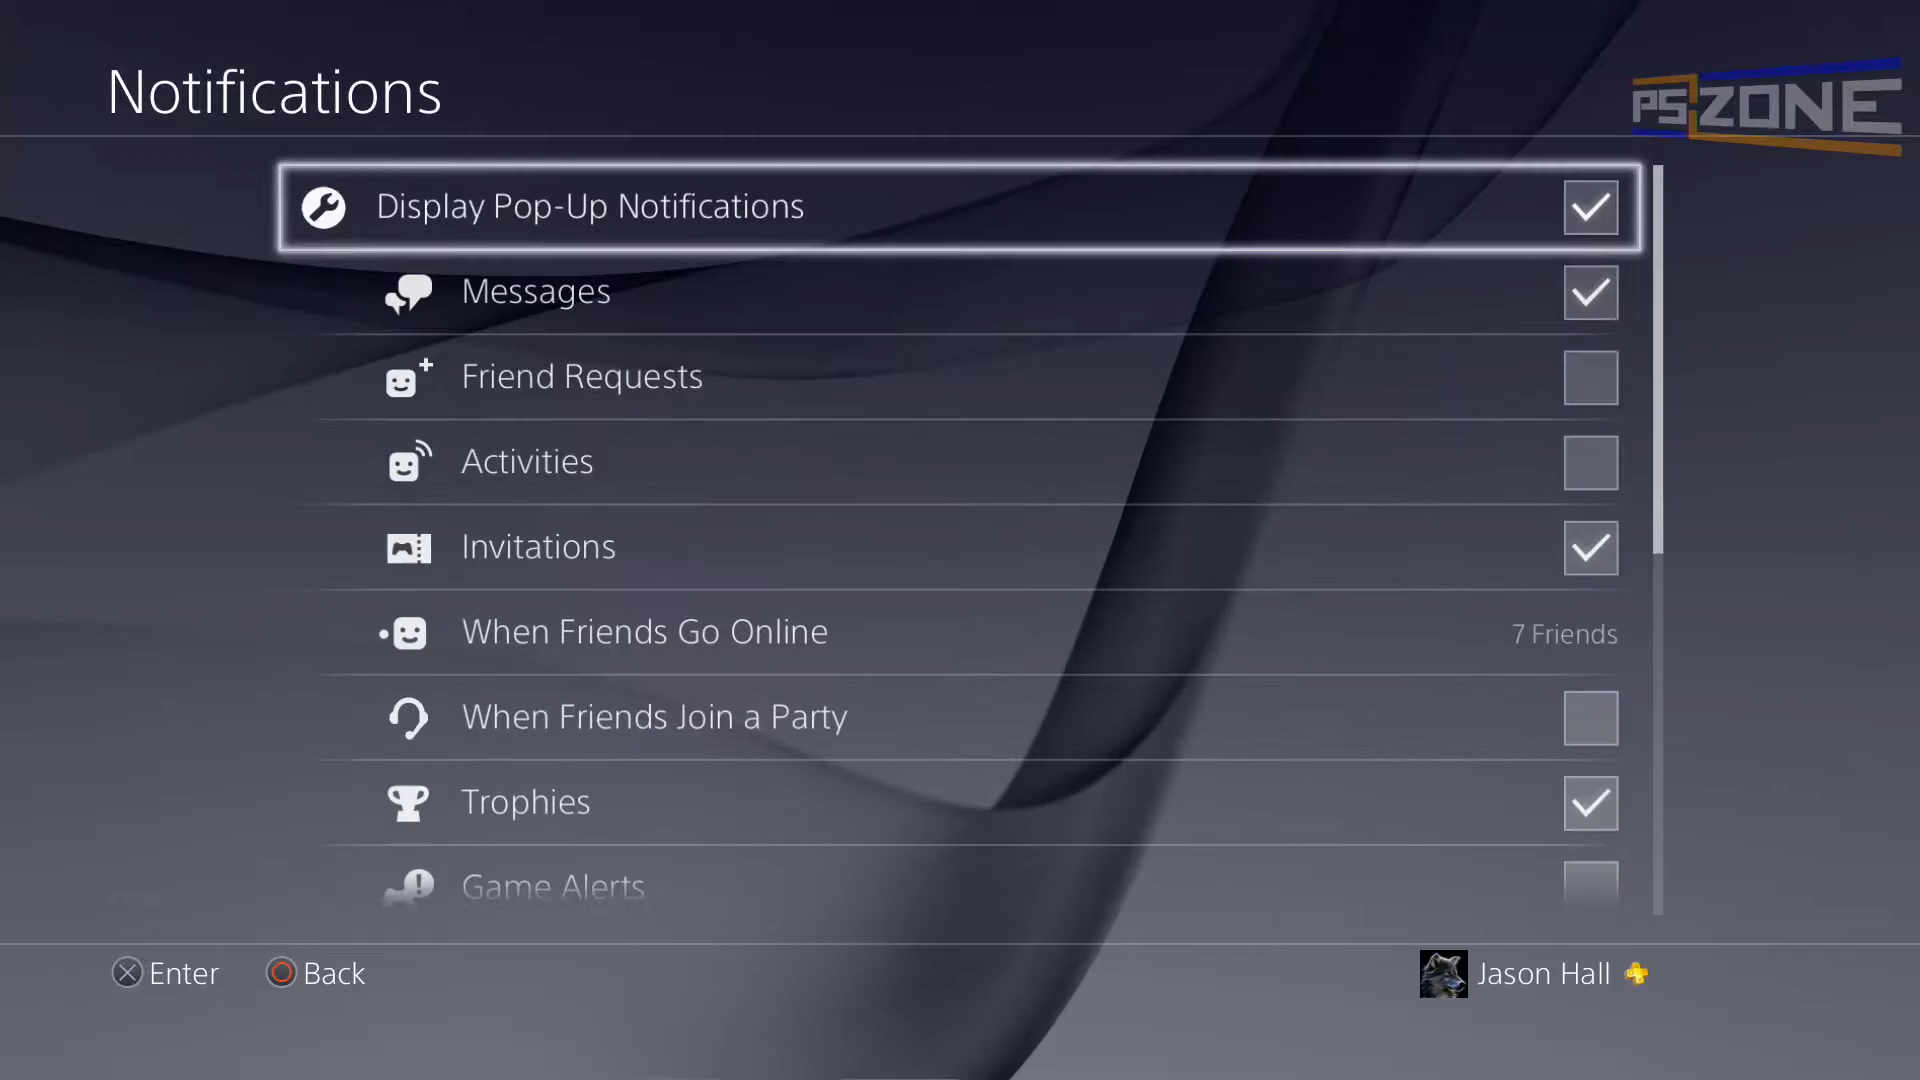 Notifications
PS ZONE
Display Pop-Up Notifications
Messages
Friend Requests
Activities
Invitations
When Friends Go Online
7 Friends
When Friends Join a Party
Trophies
Game Alerts
Enter
Back
Jason Hall